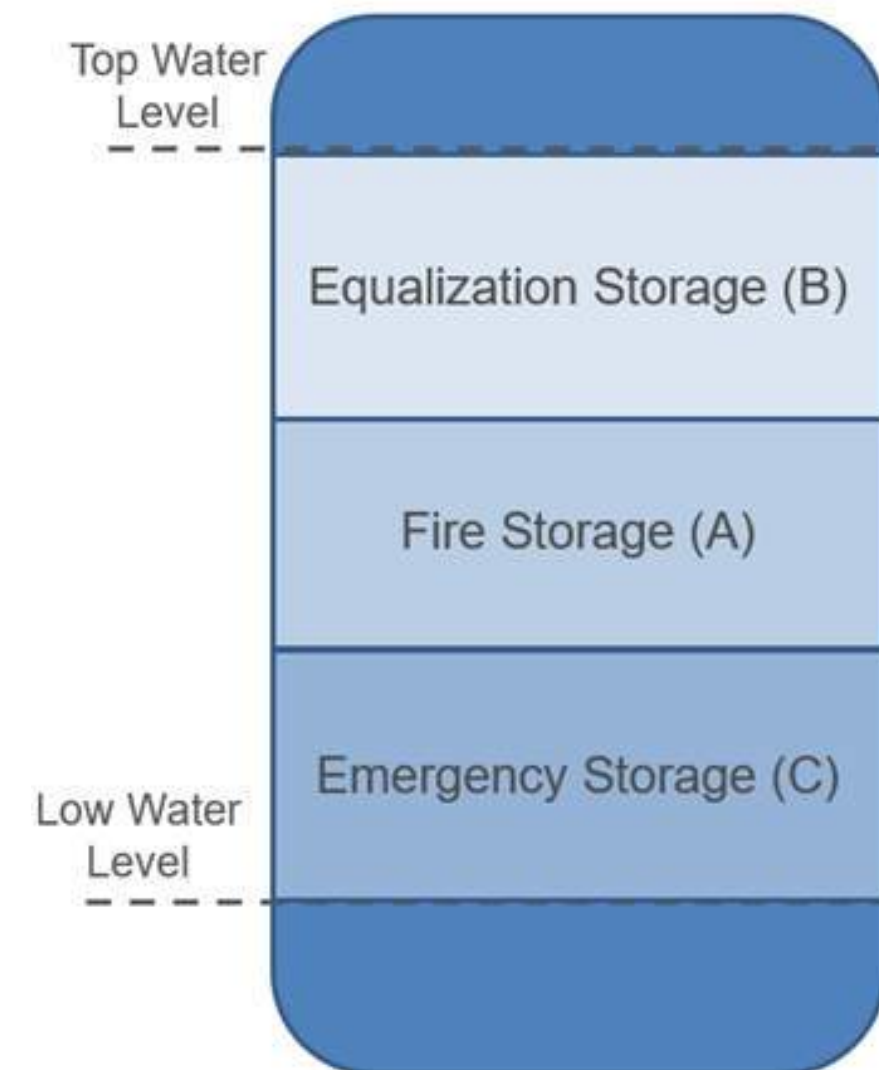 Top Water
Level
Equalization Storage (B)
Fire Storage (A)
Emergency Storage (C)
Low Water
Level